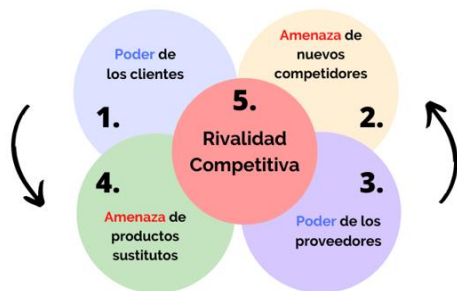 Poder de
los clientes
1.
Amenaza de
nuevos
competidores
2.
5.
Rivalidad
Competitiva
4.
Amenaza de
productos
sustitutos
3.
Poder de los
proveedores